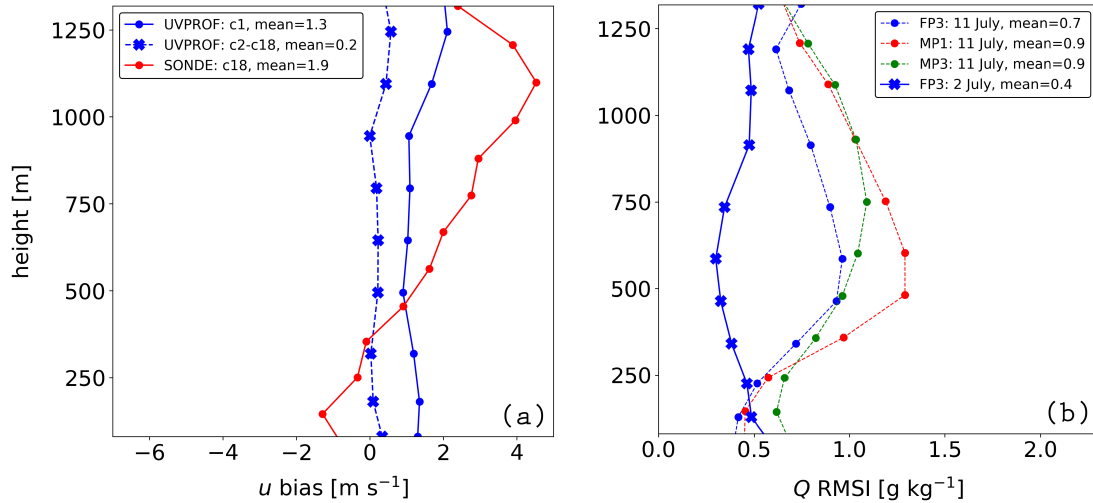 UVPROF: c1, mean=1.3
UVPROF: c2-c18, mean=0.2
SONDE: c18, mean=1.9
1250
1000
750
500
250
height [m]
−6
−4
−2
0
2
4
u bias [m s⁻¹]
(a)
FP3: 11 July, mean=0.7
MP1: 11 July, mean=0.9
MP3: 11 July, mean=0.9
FP3: 2 July, mean=0.4
1250
1000
750
500
250
0.0
0.5
1.0
1.5
2.0
Q RMSI [g kg⁻¹]
(b)